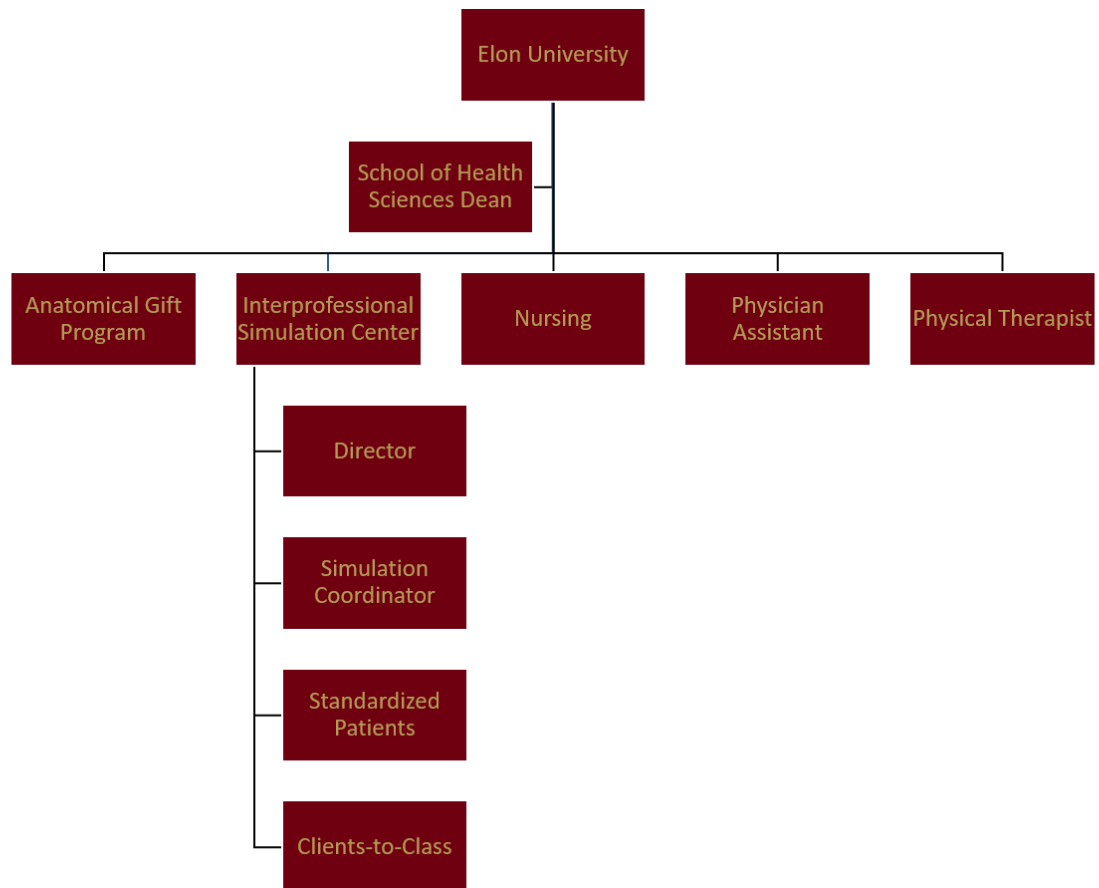 Elon University
School of Health
Sciences Dean
Anatomical Gift
Program
Interprofessional
Simulation Center
Nursing
Physician
Assistant
Physical Therapist
Director
Simulation
Coordinator
Standardized
Patients
Clients-to-Class